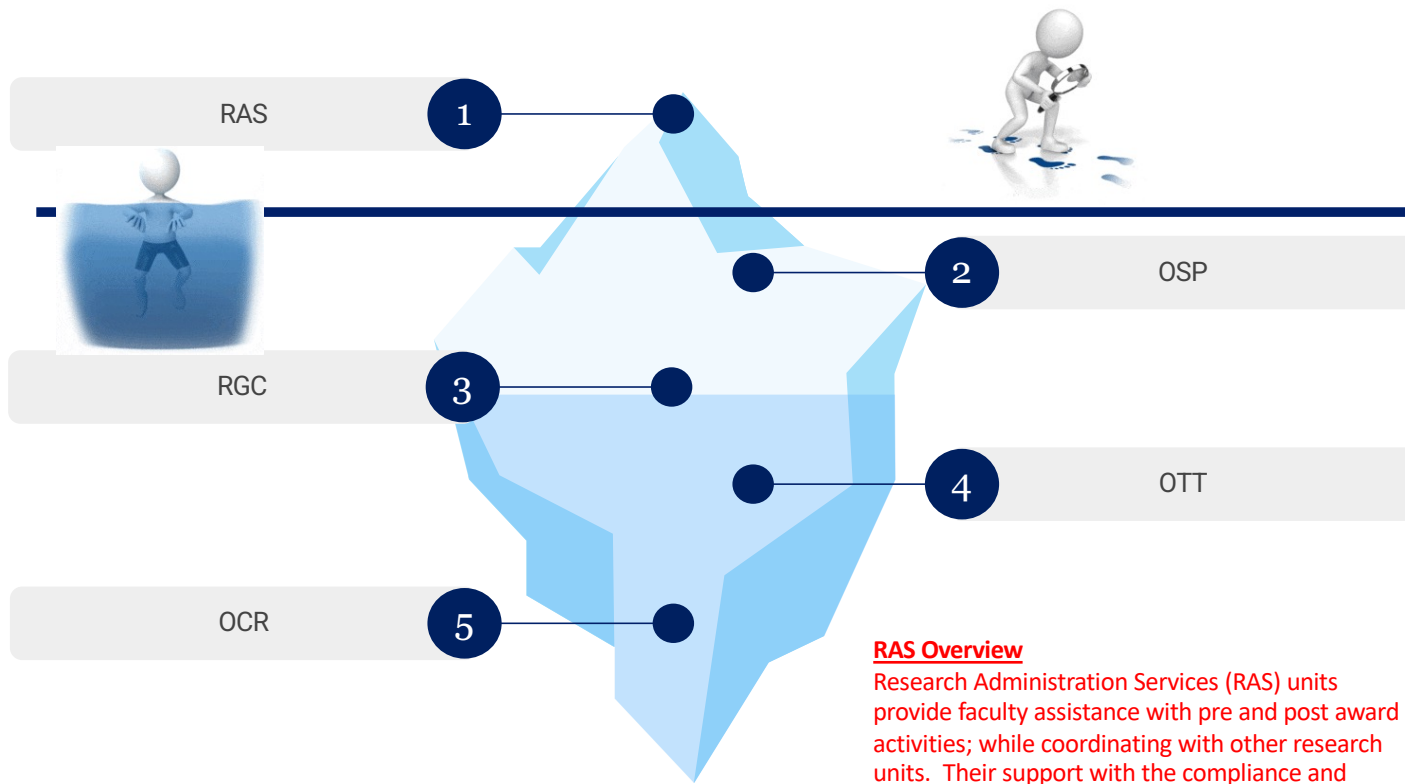 RAS
1
2
OSP
RGC
3
4
OTT
OCR
5
RAS Overview
Research Administration Services (RAS) units
provide faculty assistance with pre and post award
activities; while coordinating with other research
units.  Their support with the compliance and